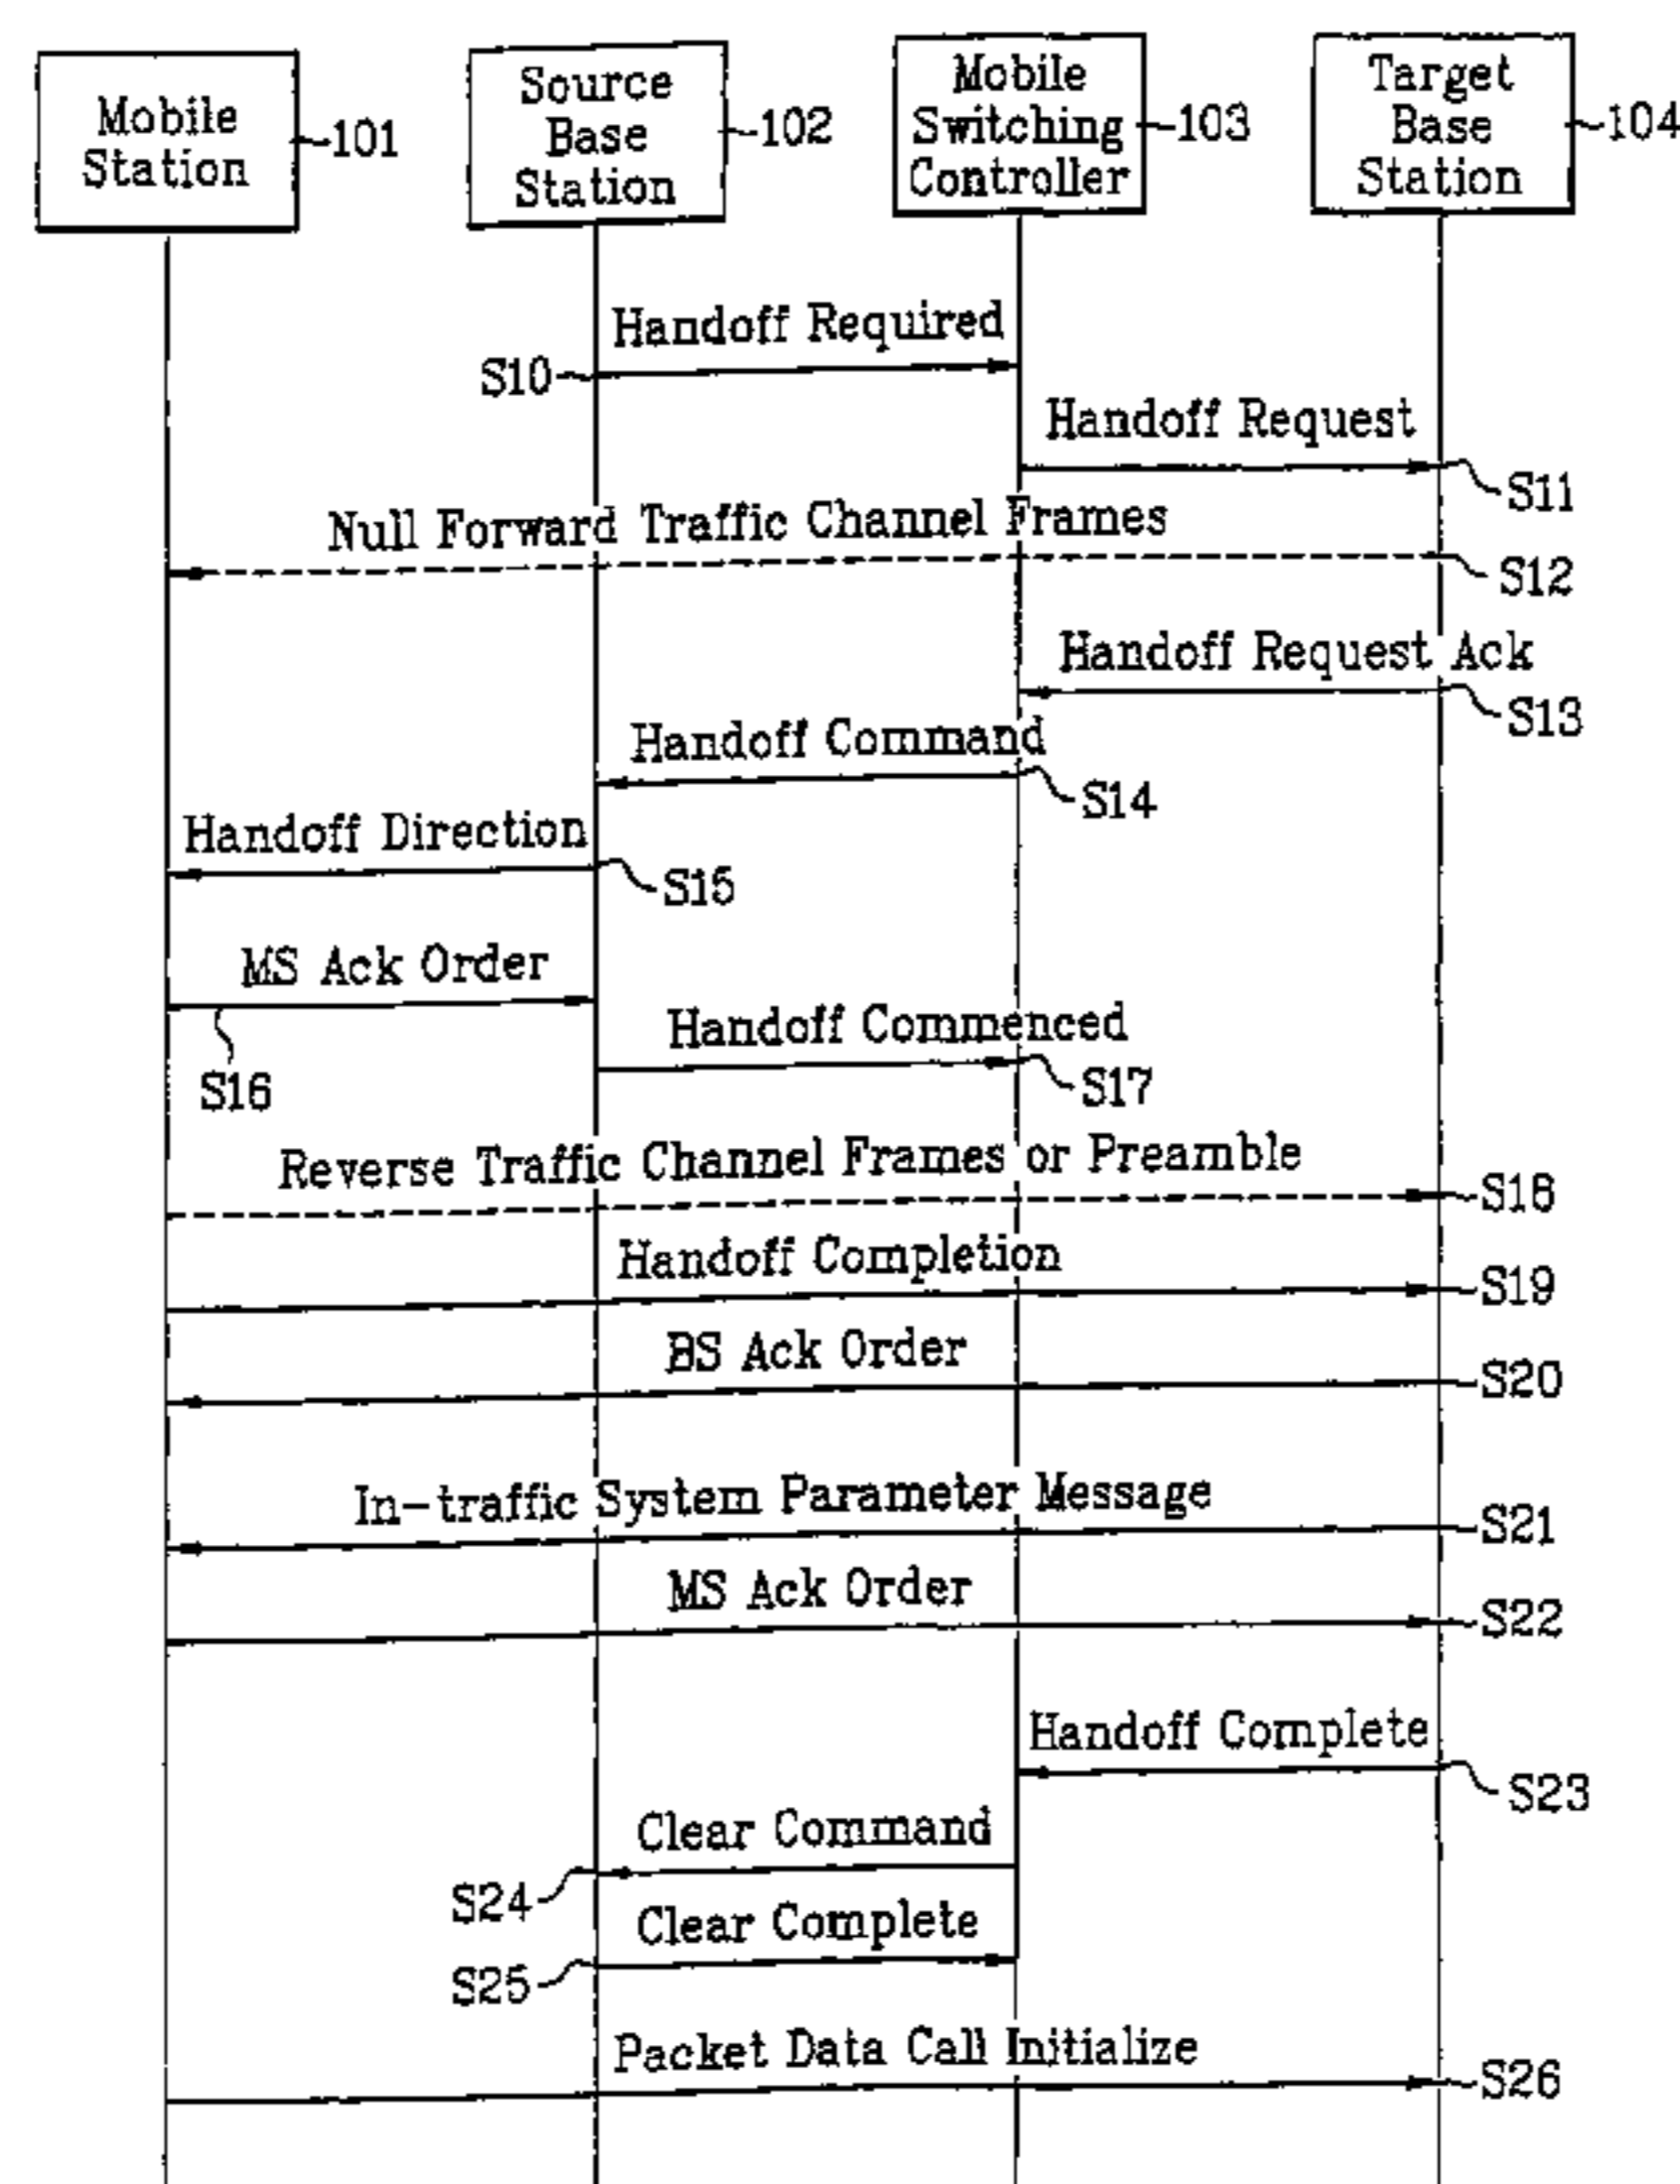 Mobile
Station
101
Source
Base
Station
102
Mobile
Switching
Controller
103
Target
Base
Station
104
Handoff Required
S10
Handoff Request
S11
Null Forward Traffic Channel Frames
S12
Handoff Request Ack
S13
Handoff Command
S14
Handoff Direction
S15
MS Ack Order
S16
Handoff Commenced
S17
Reverse Traffic Channel Frames or Preamble
S18
Handoff Completion
S19
BS Ack Order
S20
In-traffic System Parameter Message
S21
MS Ack Order
S22
Handoff Complete
S23
Clear Command
S24
Clear Complete
S25
Packet Data Call Initialize
S26